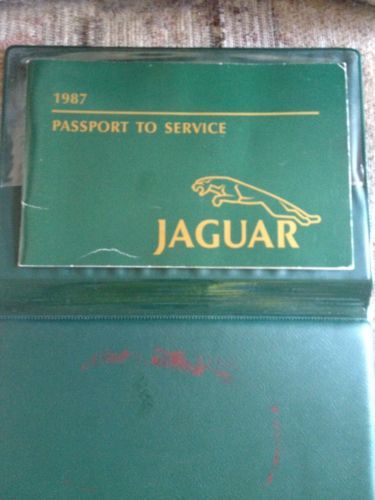 1987
PASSPORT TO SERVICE
JAGUAR